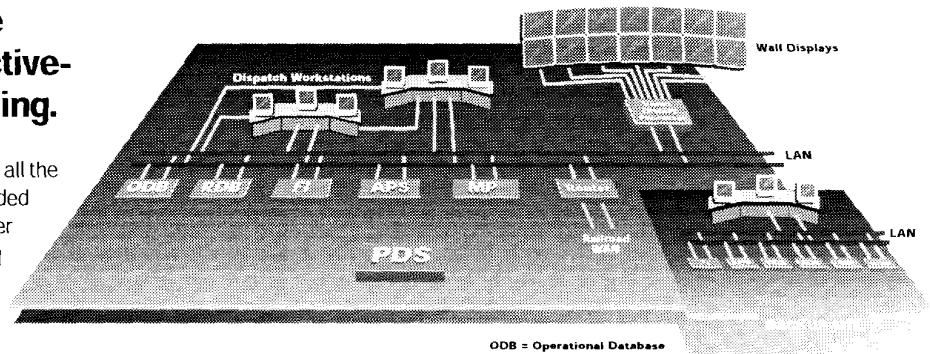 ctive-
ing.
all the
ded
er
Wall Displays
Dispatch Workstations
LAN
ODB RDB APS MP Router
Railroad
WAN
LAN
PDS
ODB = Operational Database